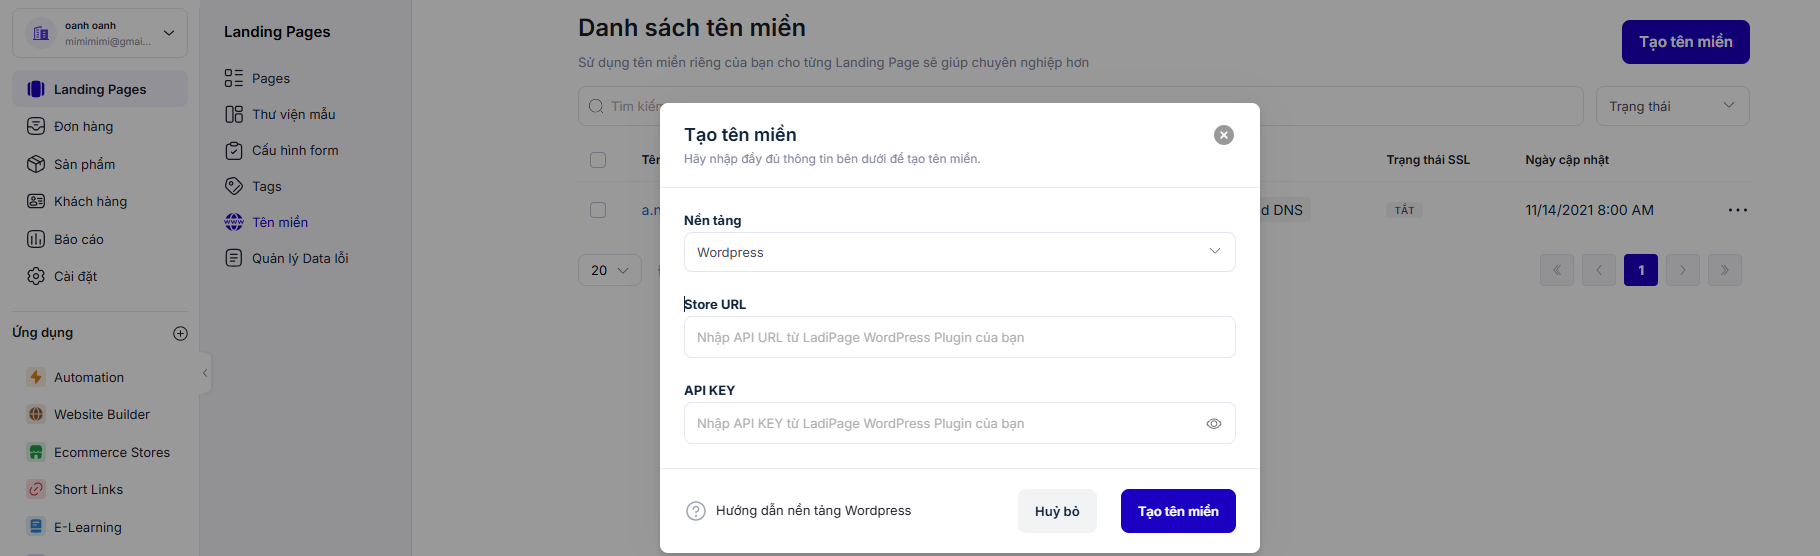 oanh oanh
mimimimi@gmai...
Landing Pages
Đơn hàng
Sản phẩm
Khách hàng
Báo cáo
Cài đặt
Ứng dụng
Automation
Website Builder
Ecommerce Stores
Short Links
E-Learning
Landing Pages
Pages
Thư viện mẫu
Cấu hình form
Tags
Tên miền
Quản lý Data lỗi
Danh sách tên miền
Sử dụng tên miền riêng của bạn cho từng Landing Page sẽ giúp chuyên nghiệp hơn
Tạo tên miền
Tìm kiếm
Trạng thái
Tên
Trạng thái SSL
Ngày cập nhật
a.n
d DNS
TẮT
11/14/2021 8:00 AM
20
1
Tạo tên miền
Hãy nhập đầy đủ thông tin bên dưới để tạo tên miền.
Nền tảng
Wordpress
Store URL
Nhập API URL từ LadiPage WordPress Plugin của bạn
API KEY
Nhập API KEY từ LadiPage WordPress Plugin của bạn
Hướng dẫn nền tảng Wordpress
Huỷ bỏ
Tạo tên miền